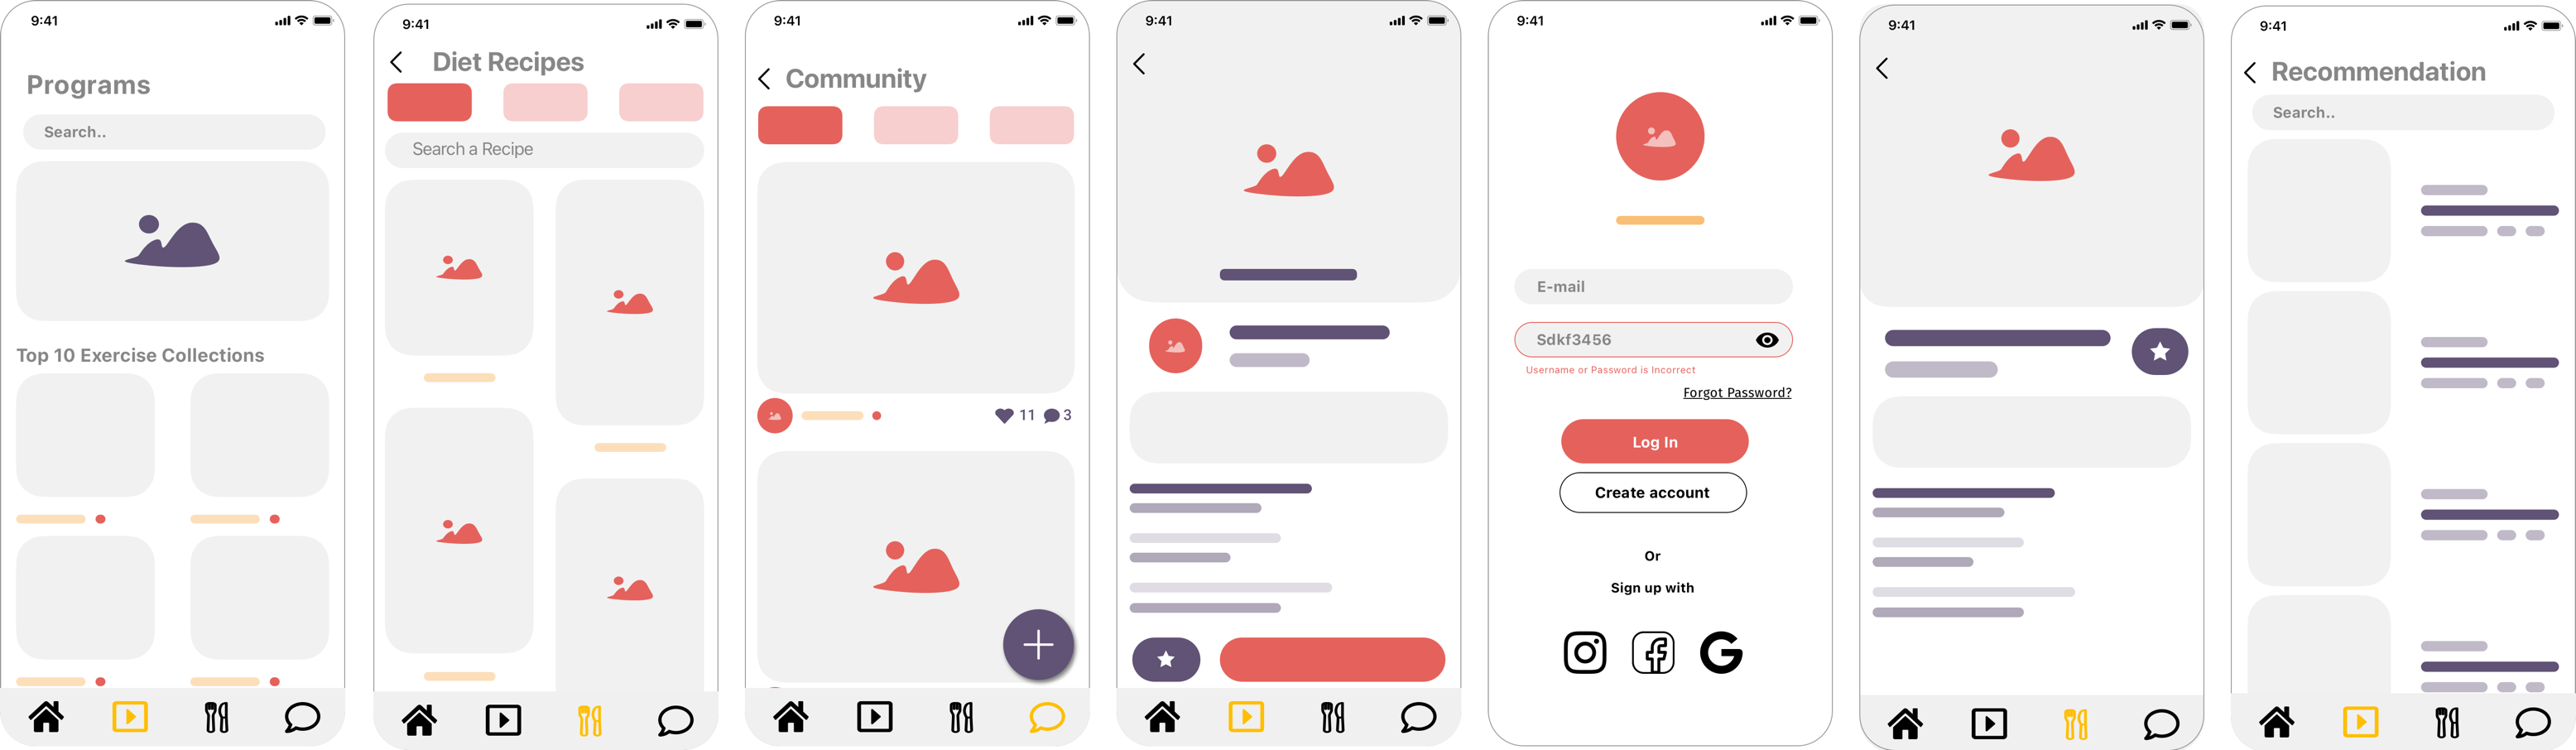 9:41
Programs
Search..
Top 10 Exercise Collections
9:41
Diet Recipes
Search a Recipe
9:41
Community
11 3
9:41
9:41
E-mail
Sdkf3456
Username or Password is Incorrect
Forgot Password?
Log In
Create account
Or
Sign up with
9:41
9:41
Recommendation
Search..